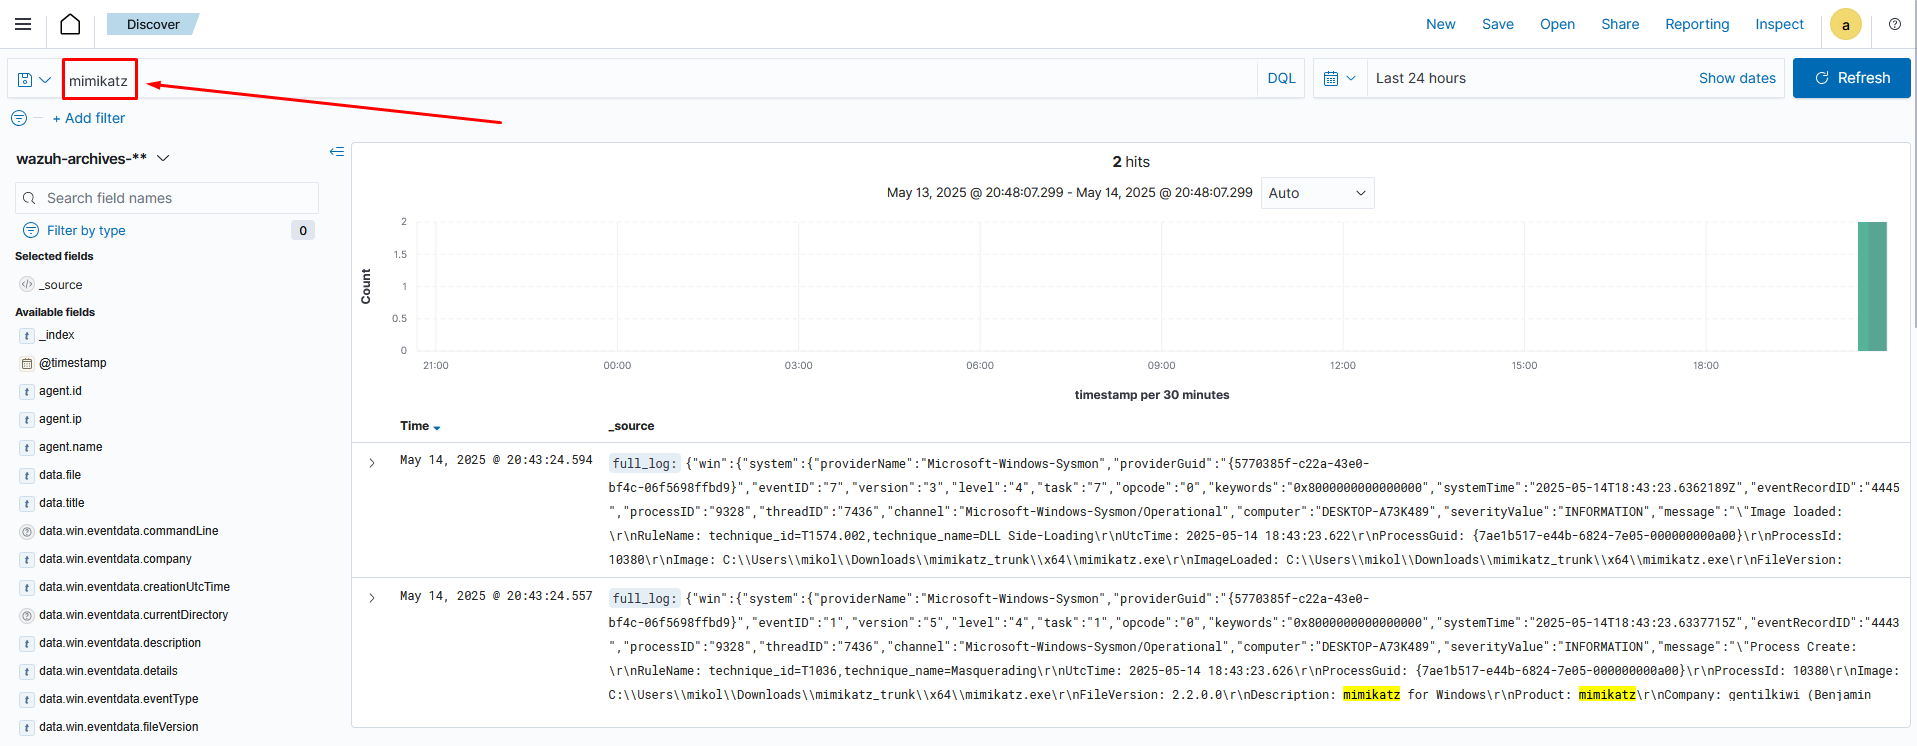 Discover
New Save Open Share Reporting Inspect a
mimikatz
DQL
Last 24 hours
Show dates
Refresh
+ Add filter
wazuh-archives-**
Search field names
Filter by type 0
Selected fields
_source
Available fields
_index
@timestamp
agent.id
agent.ip
agent.name
data.file
data.title
data.win.eventdata.commandLine
data.win.eventdata.company
data.win.eventdata.creationUtcTime
data.win.eventdata.currentDirectory
data.win.eventdata.description
data.win.eventdata.details
data.win.eventdata.eventType
data.win.eventdata.fileVersion
2 hits
May 13, 2025 @ 20:48:07.299 - May 14, 2025 @ 20:48:07.299 Auto
Count
2
1.5
1
0.5
0
21:00 00:00 03:00 06:00 09:00 12:00 15:00 18:00
timestamp per 30 minutes
Time _source
May 14, 2025 @ 20:43:24.594
full_log: {"win":{"system":{"providerName":"Microsoft-Windows-Sysmon","providerGuid":"{5770385f-c22a-43e0-
bf4c-06f5698ffbd9}","eventID":"7","version":"3","level":"4","task":"7","opcode":"0","keywords":"0x8000000000000000","systemTime":"2025-05-14T18:43:23.6362189Z","eventRecordID":"4445
","processID":"9328","threadID":"7436","channel":"Microsoft-Windows-Sysmon/Operational","computer":"DESKTOP-A73K489","severityValue":"INFORMATION","message":"\"Image loaded:
\r\nRuleName: technique_id=T1574.002,technique_name=DLL Side-Loading\r\nUtcTime: 2025-05-14 18:43:23.622\r\nProcessGuid: {7ae1b517-e44b-6824-7e05-000000000a00}\r\nProcessId:
10380\r\nImage: C:\\Users\\mikol\\Downloads\\mimikatz_trunk\\x64\\mimikatz.exe\r\nImageLoaded: C:\\Users\\mikol\\Downloads\\mimikatz_trunk\\x64\\mimikatz.exe\r\nFileVersion:
May 14, 2025 @ 20:43:24.557
full_log: {"win":{"system":{"providerName":"Microsoft-Windows-Sysmon","providerGuid":"{5770385f-c22a-43e0-
bf4c-06f5698ffbd9}","eventID":"1","version":"5","level":"4","task":"1","opcode":"0","keywords":"0x8000000000000000","systemTime":"2025-05-14T18:43:23.6337715Z","eventRecordID":"4443
","processID":"9328","threadID":"7436","channel":"Microsoft-Windows-Sysmon/Operational","computer":"DESKTOP-A73K489","severityValue":"INFORMATION","message":"\"Process Create:
\r\nRuleName: technique_id=T1036,technique_name=Masquerading\r\nUtcTime: 2025-05-14 18:43:23.626\r\nProcessGuid: {7ae1b517-e44b-6824-7e05-000000000a00}\r\nProcessId: 10380\r\nImage:
C:\\Users\\mikol\\Downloads\\mimikatz_trunk\\x64\\mimikatz.exe\r\nFileVersion: 2.2.0.0\r\nDescription: mimikatz for Windows\r\nProduct: mimikatz\r\nCompany: gentilkiwi (Benjamin